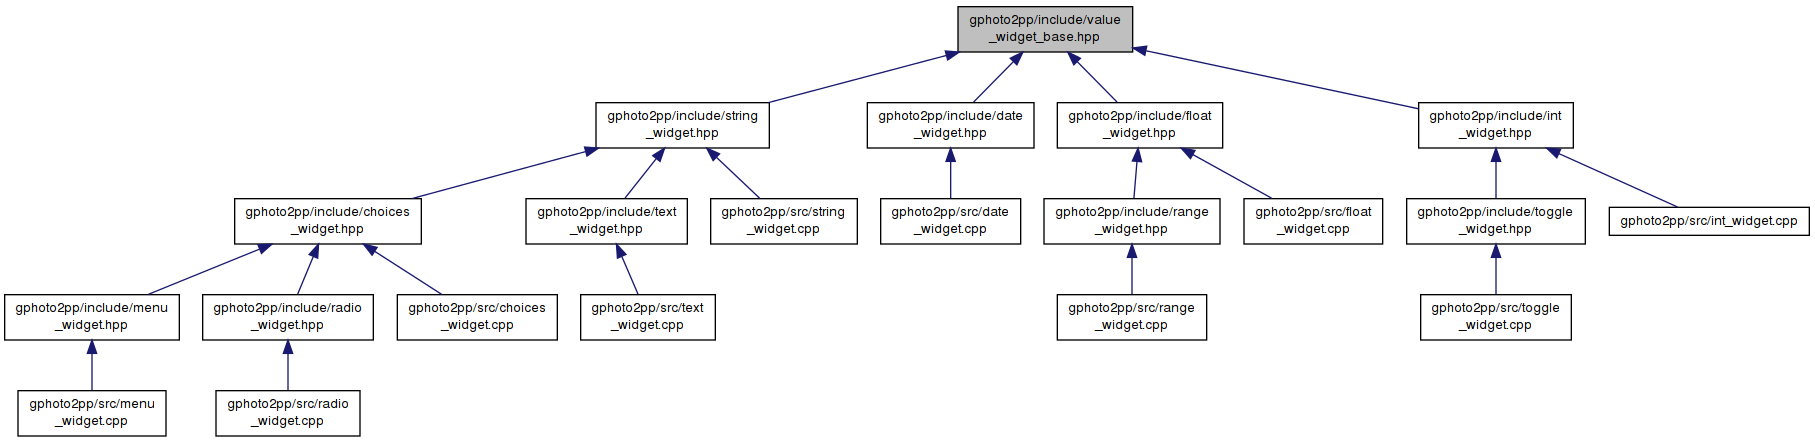 gphoto2pp/include/value
_widget_base.hpp
gphoto2pp/include/string
_widget.hpp
gphoto2pp/include/date
_widget.hpp
gphoto2pp/include/float
_widget.hpp
gphoto2pp/include/int
_widget.hpp
gphoto2pp/include/choices
_widget.hpp
gphoto2pp/include/text
_widget.hpp
gphoto2pp/src/string
_widget.cpp
gphoto2pp/src/date
_widget.cpp
gphoto2pp/include/range
_widget.hpp
gphoto2pp/src/float
_widget.cpp
gphoto2pp/include/toggle
_widget.hpp
gphoto2pp/src/int_widget.cpp
gphoto2pp/include/menu
_widget.hpp
gphoto2pp/include/radio
_widget.hpp
gphoto2pp/src/choices
_widget.cpp
gphoto2pp/src/text
_widget.cpp
gphoto2pp/src/range
_widget.cpp
gphoto2pp/src/toggle
_widget.cpp
gphoto2pp/src/menu
_widget.cpp
gphoto2pp/src/radio
_widget.cpp